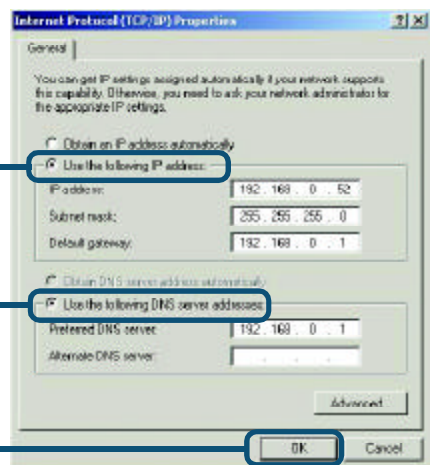 Internet Protocol (TCP/IP) Properties
General
You can get IP settings assigned automatically if your network supports
this capability. Otherwise, you need to ask your network administrator for
the appropriate IP settings.
Obtain an IP address automatically
Use the following IP address:
IP address: 192 . 168 . 0 . 52
Subnet mask: 255 . 255 . 255 . 0
Default gateway: 192 . 168 . 0 . 1
Obtain DNS server address automatically
Use the following DNS server addresses:
Preferred DNS server: 192 . 168 . 0 . 1
Alternate DNS server: . . .
Advanced...
OK Cancel